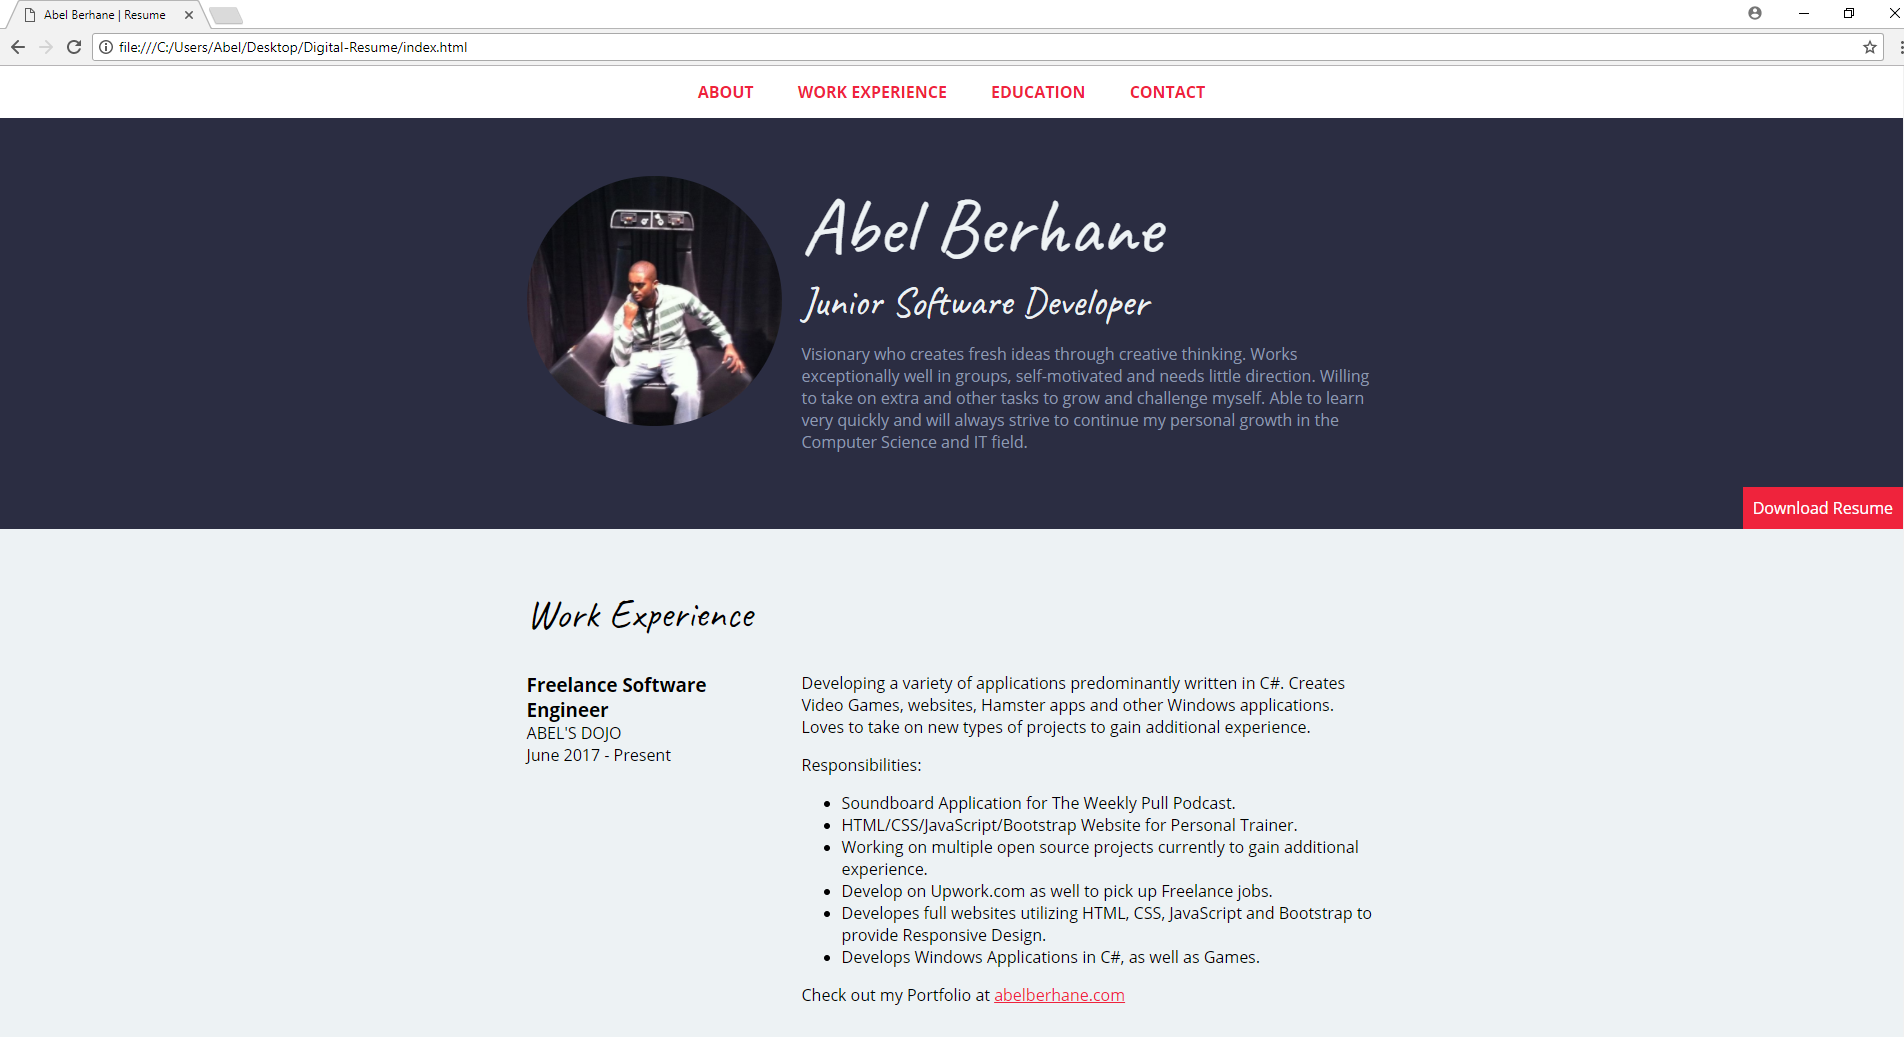 Abel Berhane | Resume
file:///C:/Users/Abel/Desktop/Digital-Resume/index.html
ABOUT WORK EXPERIENCE EDUCATION CONTACT
Abel Berhane
Junior Software Developer
Visionary who creates fresh ideas through creative thinking. Works
exceptionally well in groups, self-motivated and needs little direction. Willing
to take on extra and other tasks to grow and challenge myself. Able to learn
very quickly and will always strive to continue my personal growth in the
Computer Science and IT field.
Download Resume
Work Experience
Freelance Software
Engineer
ABEL'S DOJO
June 2017 - Present
Developing a variety of applications predominantly written in C#. Creates
Video Games, websites, Hamster apps and other Windows applications.
Loves to take on new types of projects to gain additional experience.
Responsibilities:
Soundboard Application for The Weekly Pull Podcast.
HTML/CSS/JavaScript/Bootstrap Website for Personal Trainer.
Working on multiple open source projects currently to gain additional
experience.
Develop on Upwork.com as well to pick up Freelance jobs.
Developes full websites utilizing HTML, CSS, JavaScript and Bootstrap to
provide Responsive Design.
Develops Windows Applications in C#, as well as Games.
Check out my Portfolio at abelberhane.com